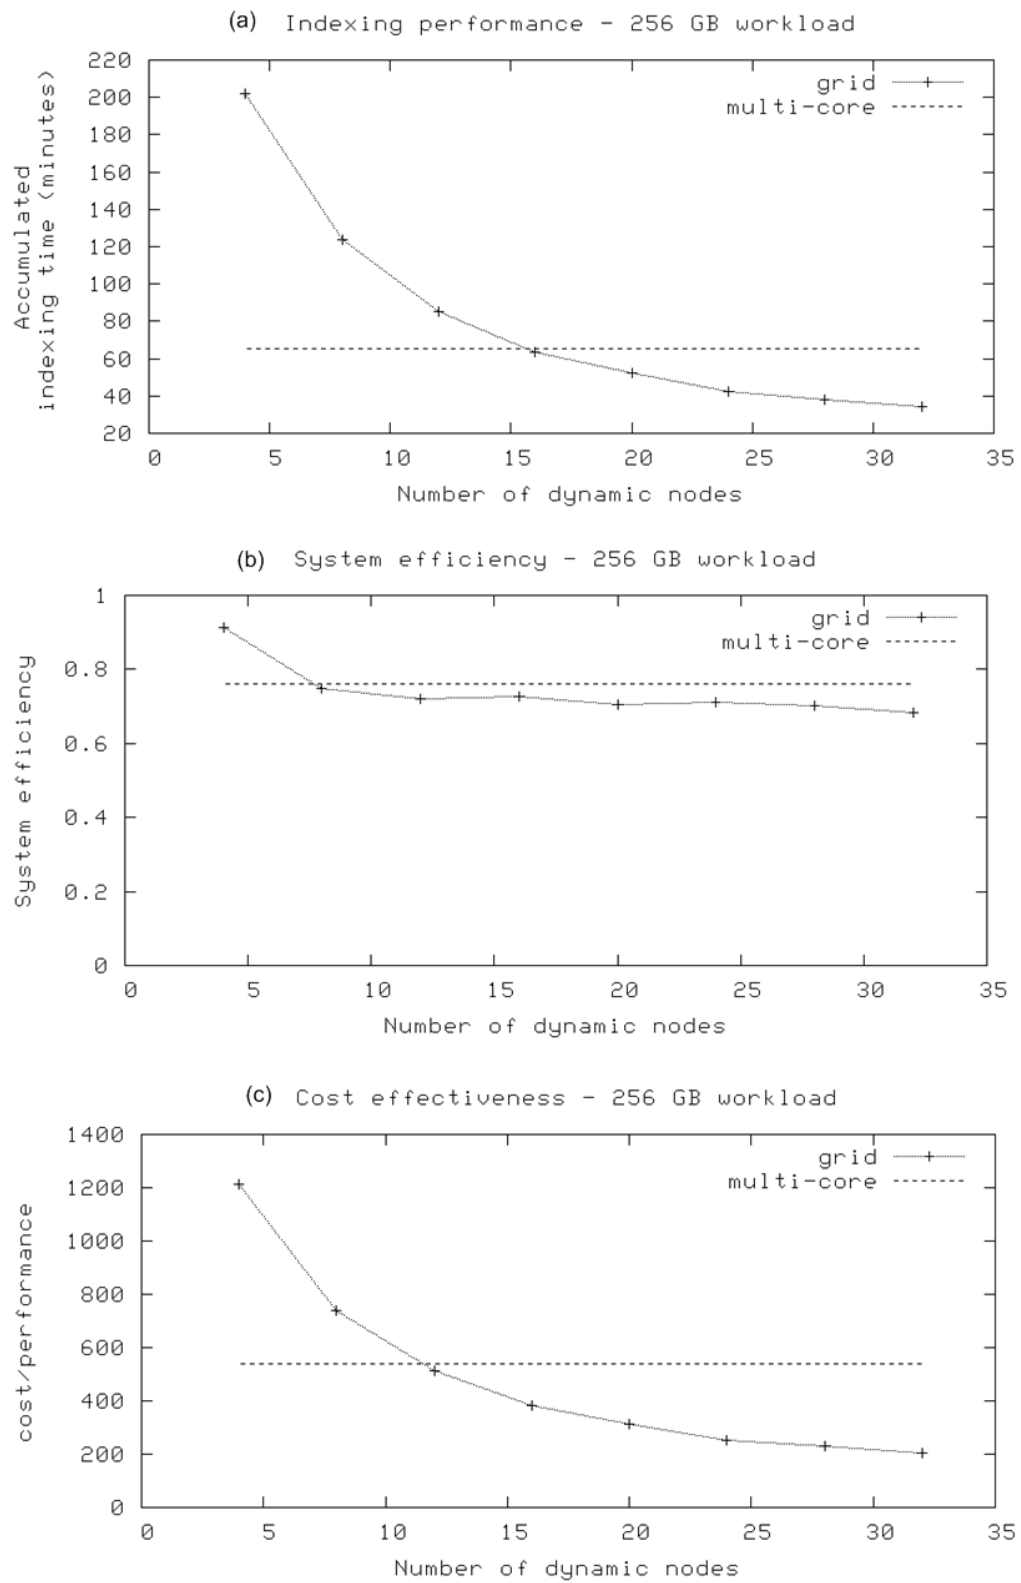 (a) Indexing performance - 256 GB workload
220
200
180
160
140
120
100
80
60
40
20
Accumulated
indexing time (minutes)
grid
multi-core
0 5 10 15 20 25 30 35
Number of dynamic nodes
(b) System efficiency - 256 GB workload
1
0.8
0.6
0.4
0.2
0
System efficiency
grid
multi-core
0 5 10 15 20 25 30 35
Number of dynamic nodes
(c) Cost effectiveness - 256 GB workload
1400
1200
1000
800
600
400
200
0
cost/performance
grid
multi-core
0 5 10 15 20 25 30 35
Number of dynamic nodes